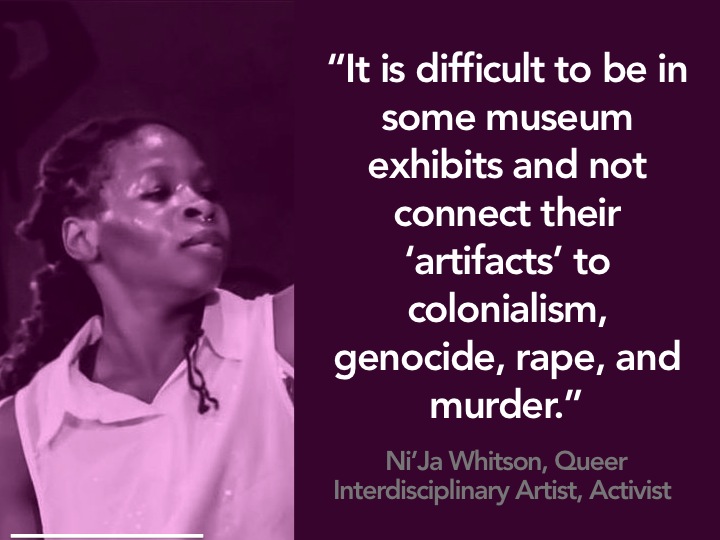 “It is difficult to be in
some museum
exhibits and not
connect their
‘artifacts’ to
colonialism,
genocide, rape, and
murder.”
Ni’Ja Whitson, Queer
Interdisciplinary Artist, Activist